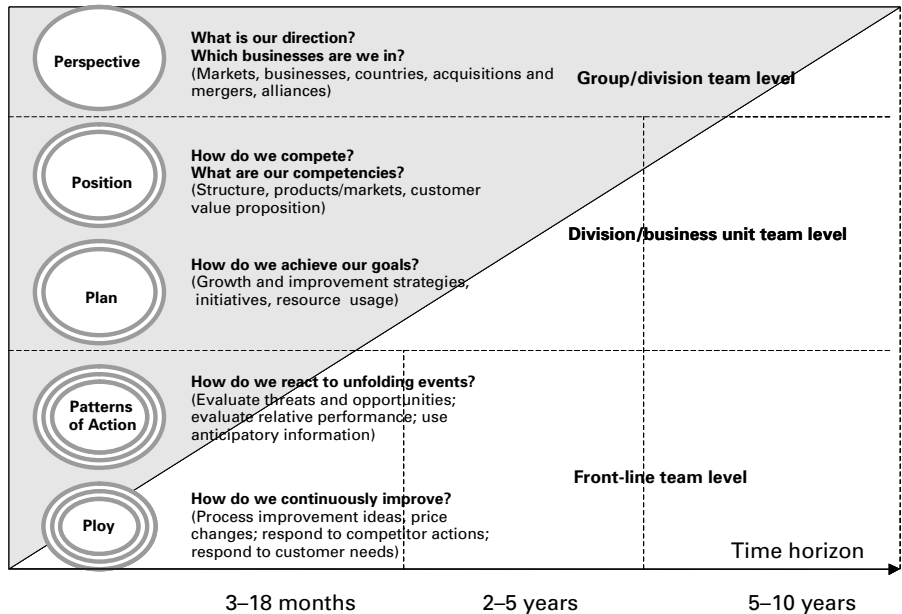 Perspective
What is our direction?
Which businesses are we in?
(Markets, businesses, countries, acquisitions and
mergers, alliances)
Group/division team level
Position
How do we compete?
What are our competencies?
(Structure, products/markets, customer
value proposition)
Division/business unit team level
Plan
How do we achieve our goals?
(Growth and improvement strategies,
initiatives, resource usage)
Patterns
of Action
How do we react to unfolding events?
(Evaluate threats and opportunities;
evaluate relative performance; use
anticipatory information)
Front-line team level
Ploy
How do we continuously improve?
(Process improvement ideas, price
changes; respond to competitor actions;
respond to customer needs)
Time horizon
3–18 months
2–5 years
5–10 years